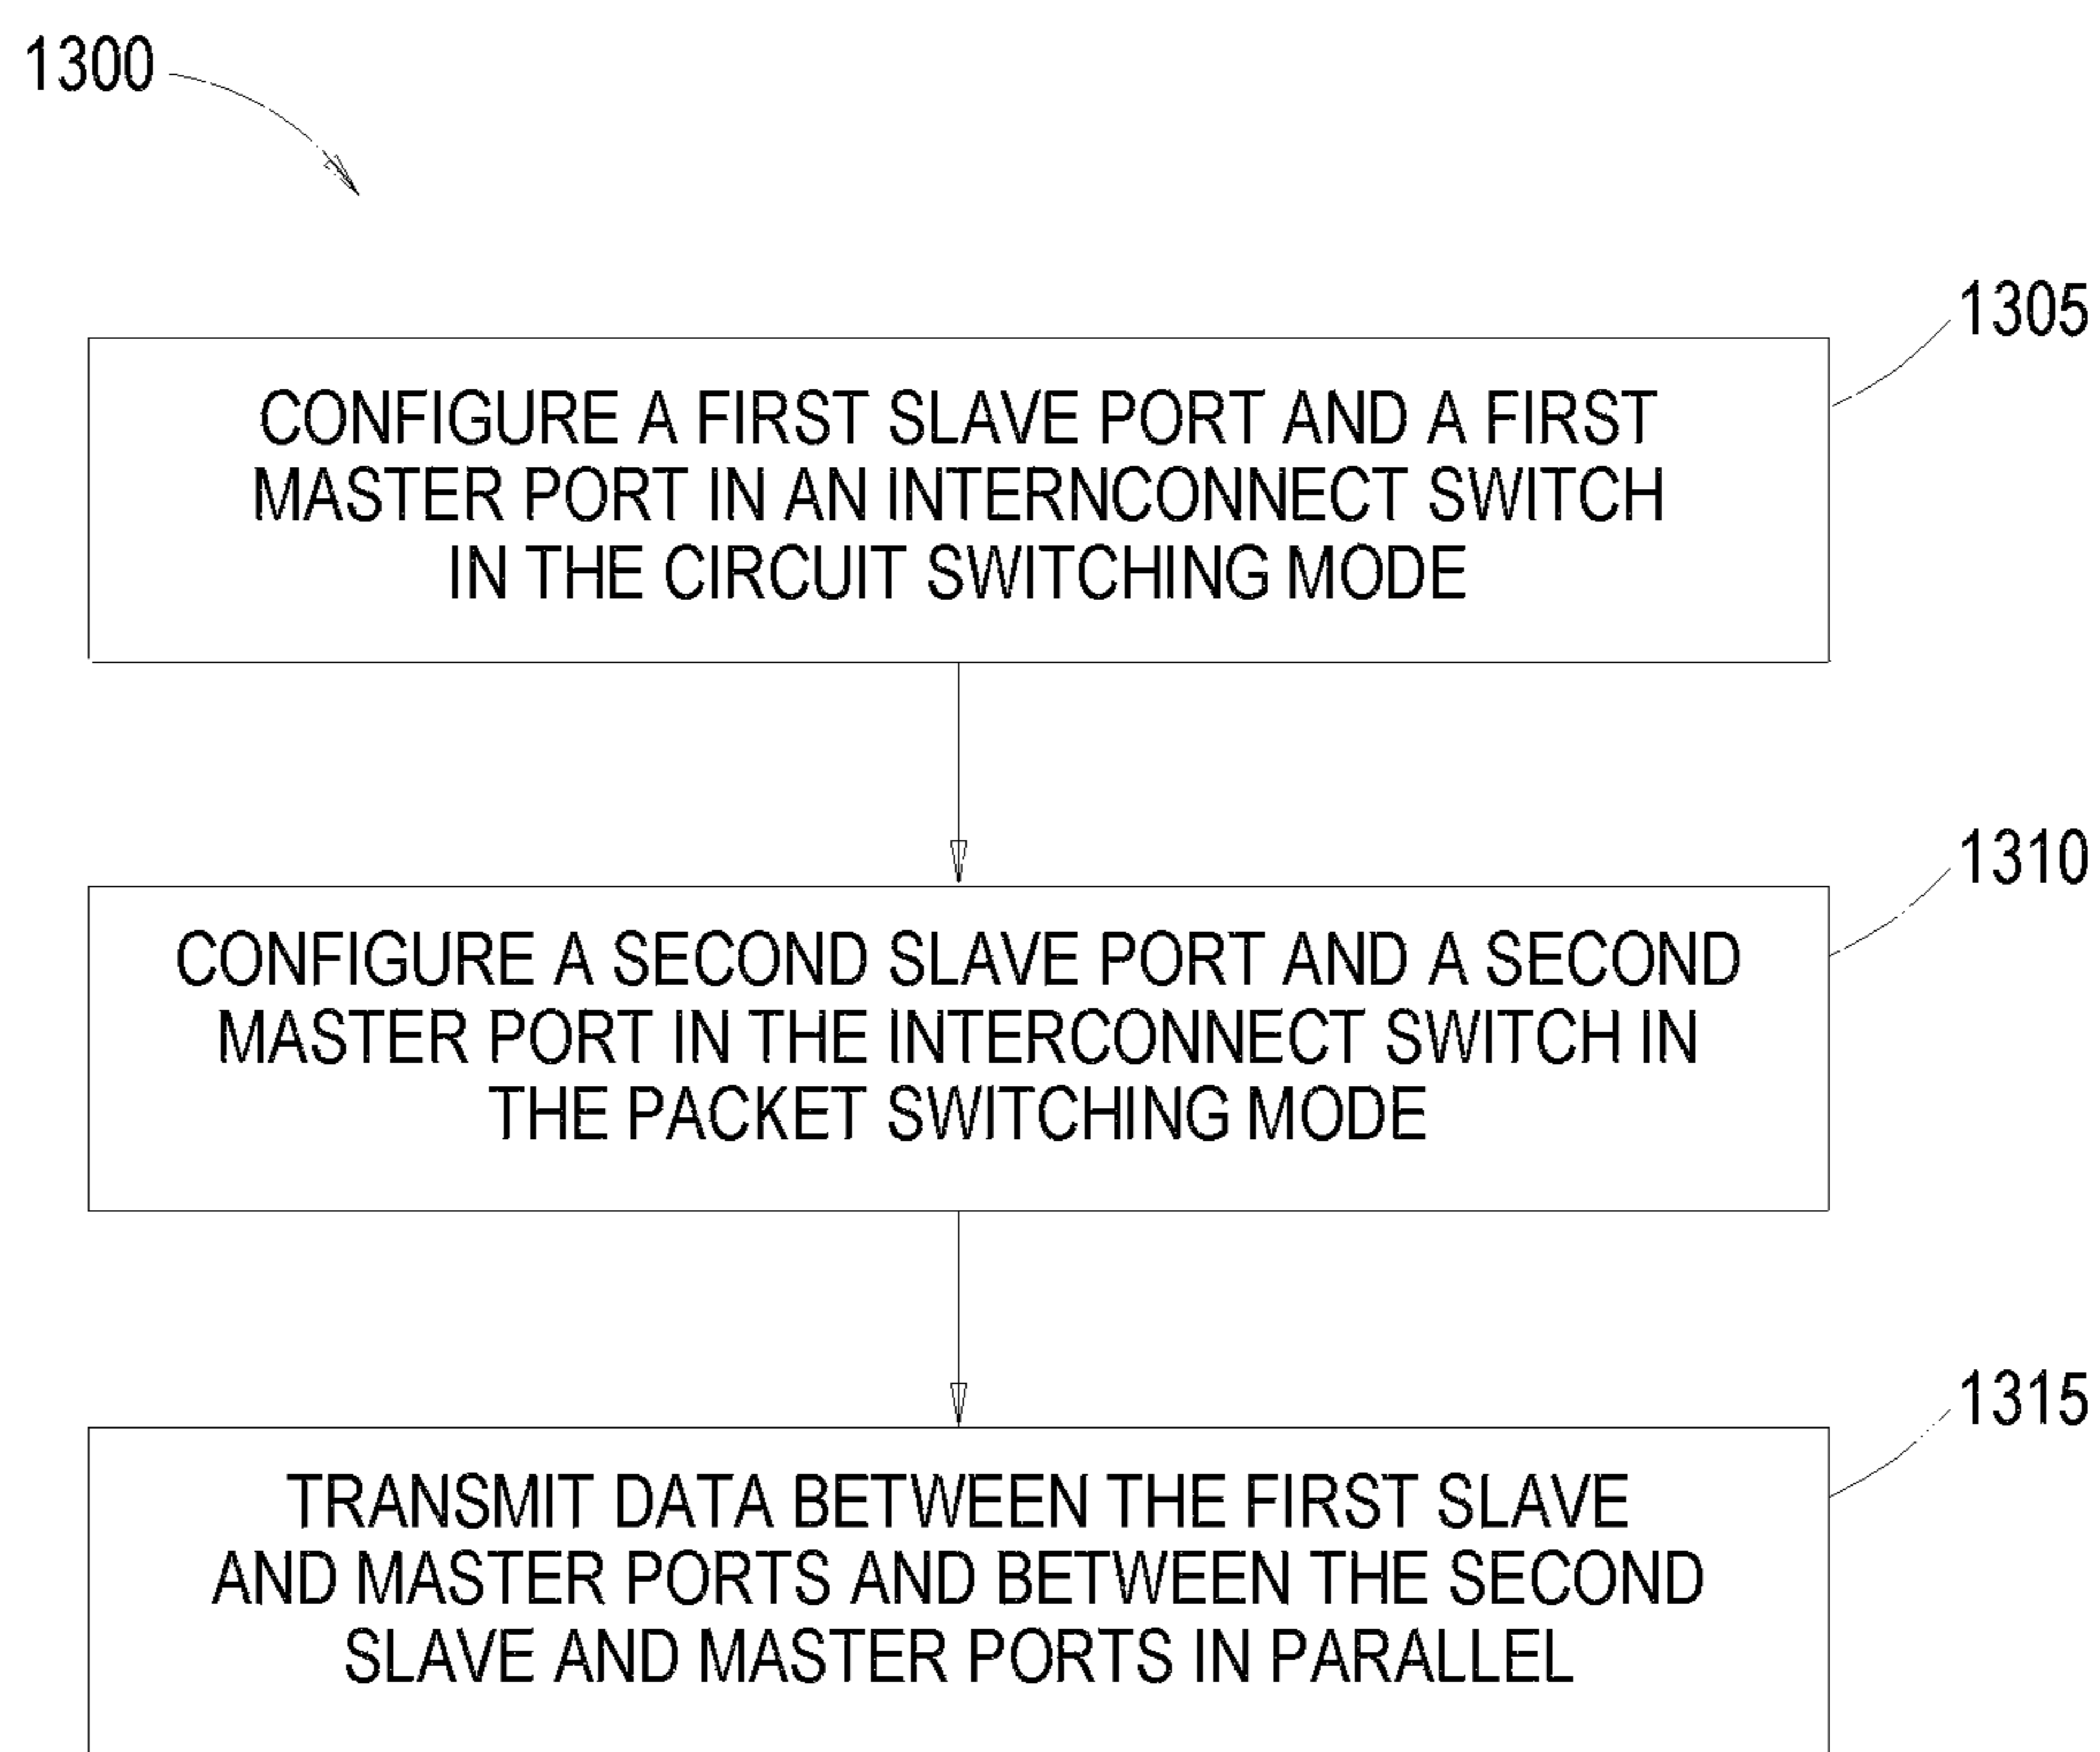 1300
1305
CONFIGURE A FIRST SLAVE PORT AND A FIRST
MASTER PORT IN AN INTERNCONNECT SWITCH
IN THE CIRCUIT SWITCHING MODE
1310
CONFIGURE A SECOND SLAVE PORT AND A SECOND
MASTER PORT IN THE INTERCONNECT SWITCH IN
THE PACKET SWITCHING MODE
1315
TRANSMIT DATA BETWEEN THE FIRST SLAVE
AND MASTER PORTS AND BETWEEN THE SECOND
SLAVE AND MASTER PORTS IN PARALLEL